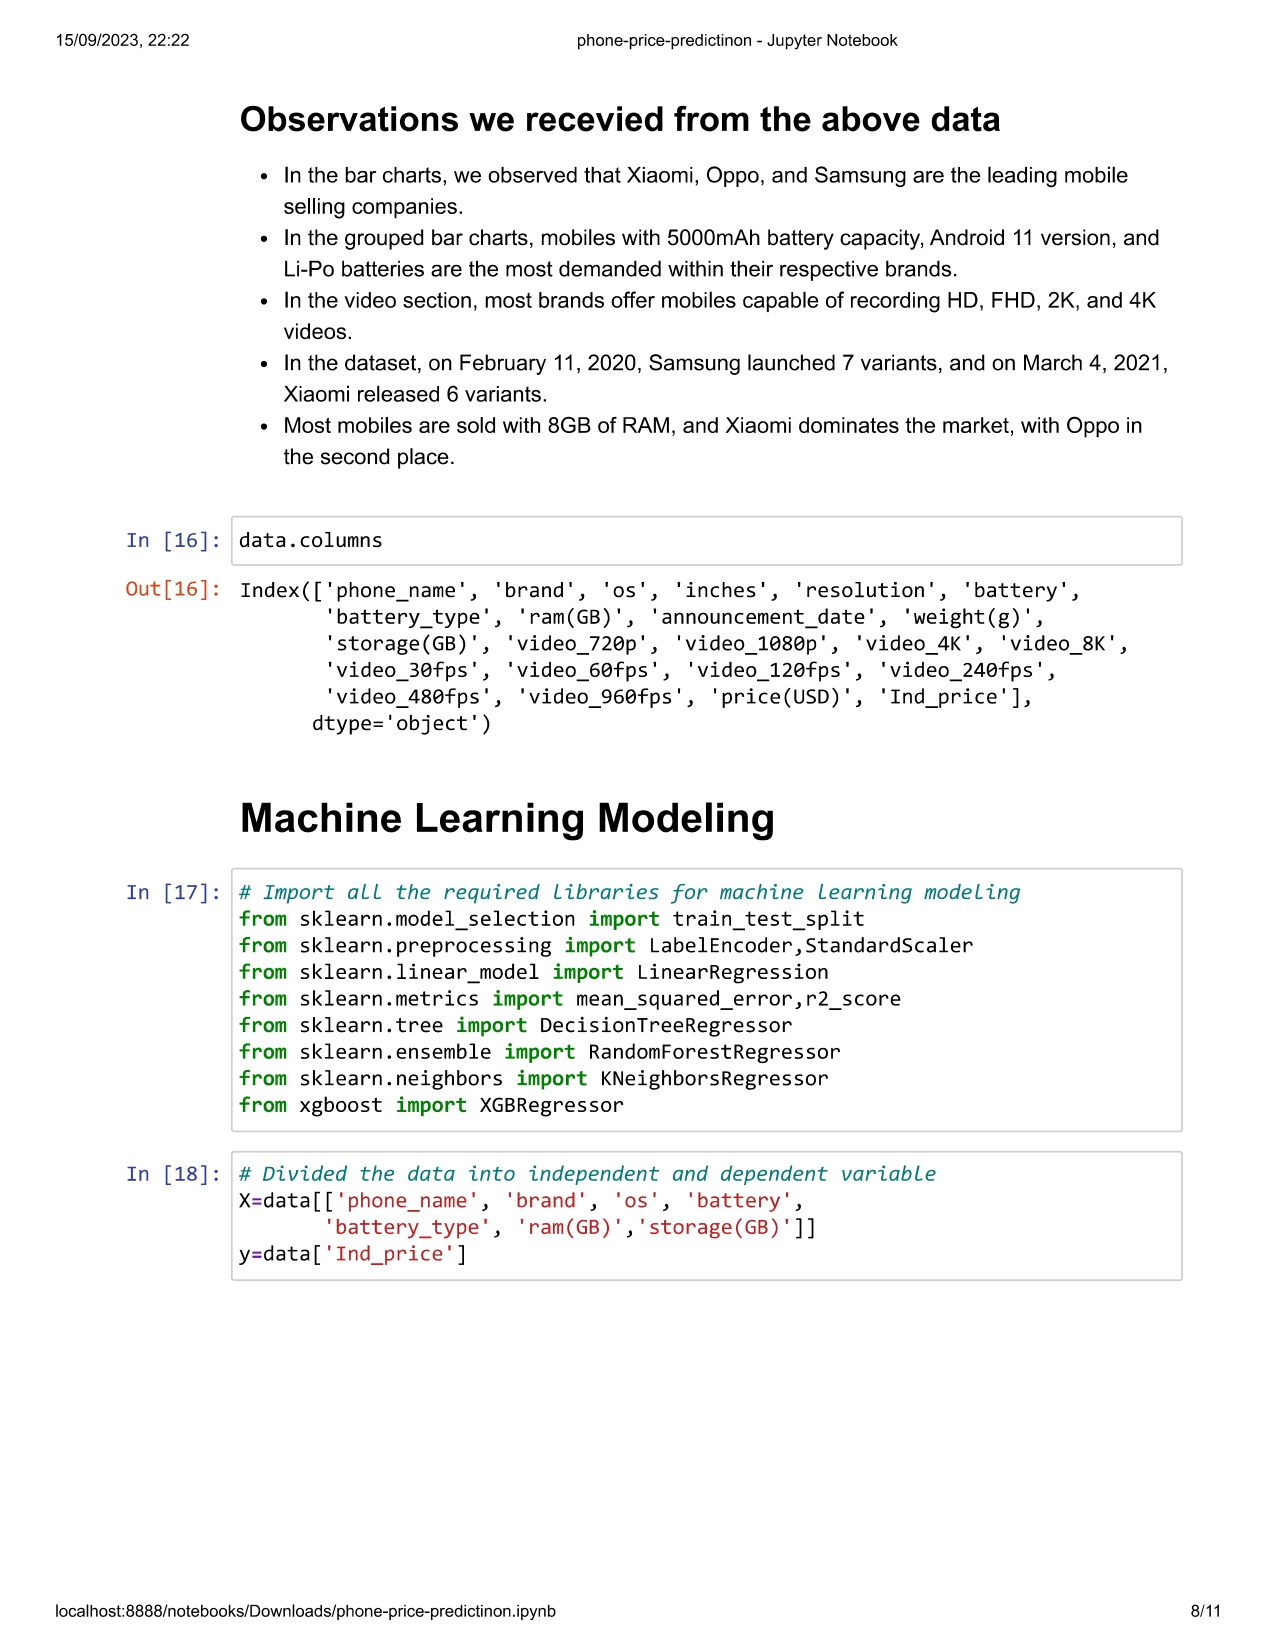 15/09/2023, 22:22
phone-price-predictinon - Jupyter Notebook
Observations we recevied from the above data
• In the bar charts, we observed that Xiaomi, Oppo, and Samsung are the leading mobile
selling companies.
• In the grouped bar charts, mobiles with 5000mAh battery capacity, Android 11 version, and
Li-Po batteries are the most demanded within their respective brands.
• In the video section, most brands offer mobiles capable of recording HD, FHD, 2K, and 4K
videos.
• In the dataset, on February 11, 2020, Samsung launched 7 variants, and on March 4, 2021,
Xiaomi released 6 variants.
• Most mobiles are sold with 8GB of RAM, and Xiaomi dominates the market, with Oppo in
the second place.
In [16]: data.columns
Out[16]: Index(['phone_name', 'brand', 'os', 'inches', 'resolution', 'battery',
'battery_type', 'ram(GB)', 'announcement_date', 'weight(g)',
'storage(GB)', 'video_720p', 'video_1080p', 'video_4K', 'video_8K',
'video_30fps', 'video_60fps', 'video_120fps', 'video_240fps',
'video_480fps', 'video_960fps', 'price(USD)', 'Ind_price'],
dtype='object')
Machine Learning Modeling
In [17]: # Import all the required libraries for machine learning modeling
from sklearn.model_selection import train_test_split
from sklearn.preprocessing import LabelEncoder,StandardScaler
from sklearn.linear_model import LinearRegression
from sklearn.metrics import mean_squared_error,r2_score
from sklearn.tree import DecisionTreeRegressor
from sklearn.ensemble import RandomForestRegressor
from sklearn.neighbors import KNeighborsRegressor
from xgboost import XGBRegressor
In [18]: # Divided the data into independent and dependent variable
X=data[['phone_name', 'brand', 'os', 'battery',
'battery_type', 'ram(GB)','storage(GB)']]
y=data['Ind_price']
localhost:8888/notebooks/Downloads/phone-price-predictinon.ipynb
8/11